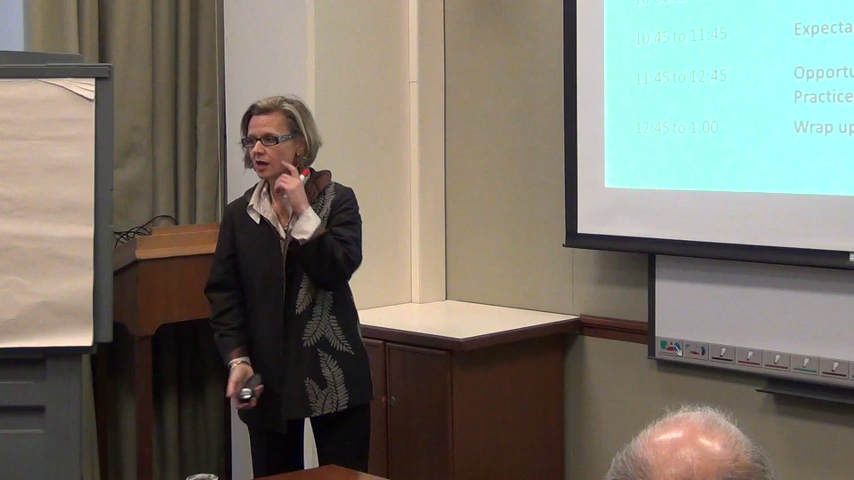 10:45 to 11:45 Expecta
11:45 to 12:45 Opportu
Practice
12:45 to 1.00 Wrap up